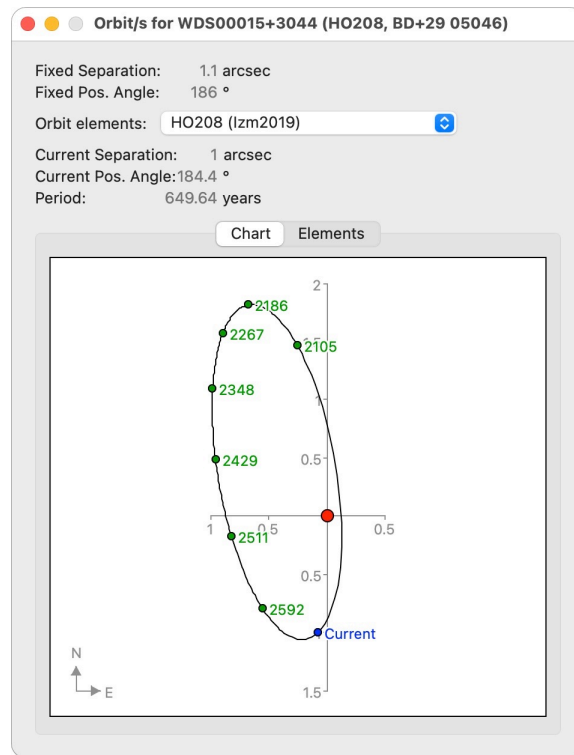 Orbit/s for WDS00015+3044 (HO208, BD+29 05046)
Fixed Separation: 1.1 arcsec
Fixed Pos. Angle: 186 °
Orbit elements: HO208 (Izm2019)
Current Separation: 1 arcsec
Current Pos. Angle:184.4 °
Period: 649.64 years
Chart Elements
2
2186
2267
2105
1
2348
0.5
2429
1 0.5 0.5
2511
0.5
2592
Current
N
E
1.5